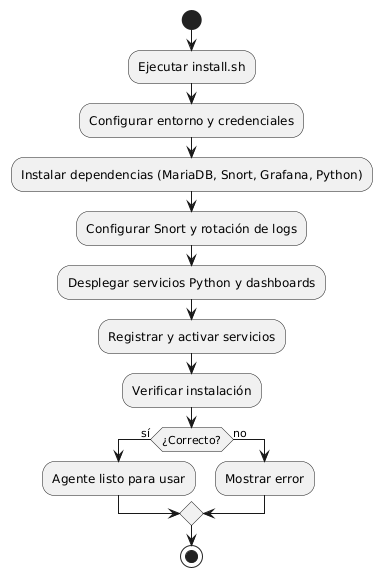 Ejecutar install.sh
Configurar entorno y credenciales
Instalar dependencias (MariaDB, Snort, Grafana, Python)
Configurar Snort y rotación de logs
Desplegar servicios Python y dashboards
Registrar y activar servicios
Verificar instalación
sí
¿Correcto?
no
Agente listo para usar
Mostrar error